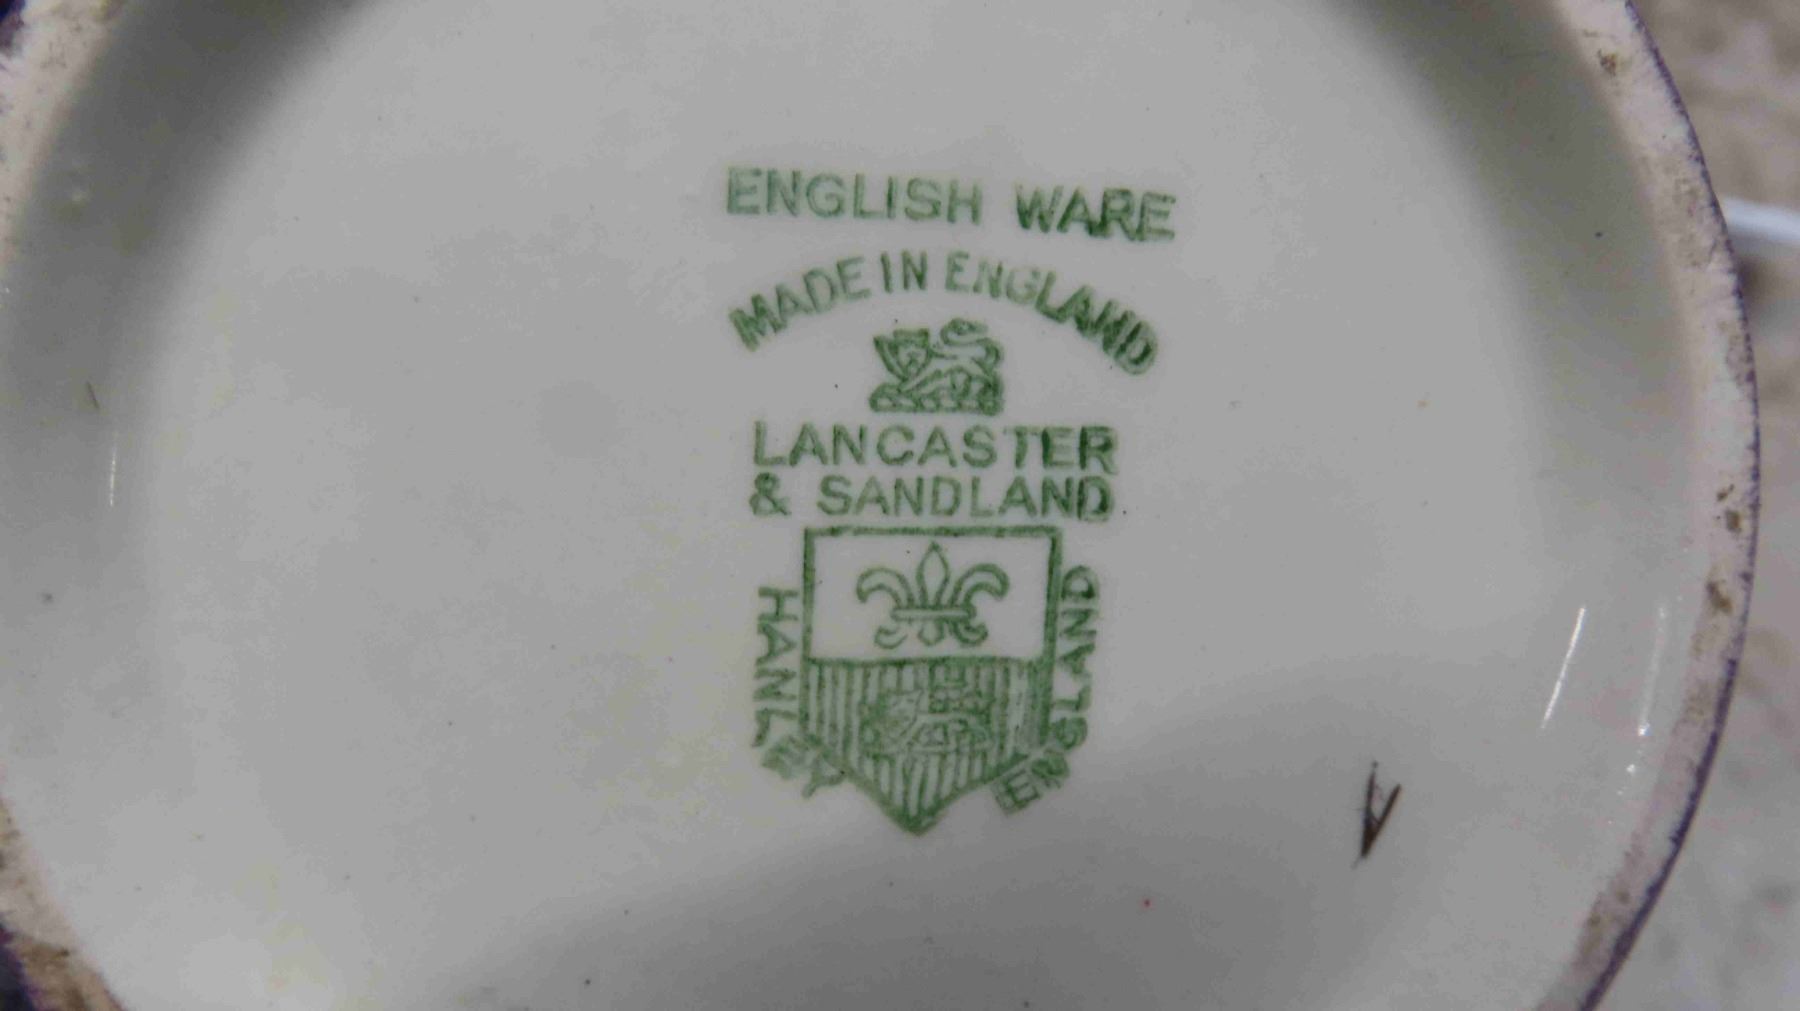 ENGLISH WARE
MADE IN ENGLAND
LANCASTER
& SANDLAND
HANLEY
ENGLAND